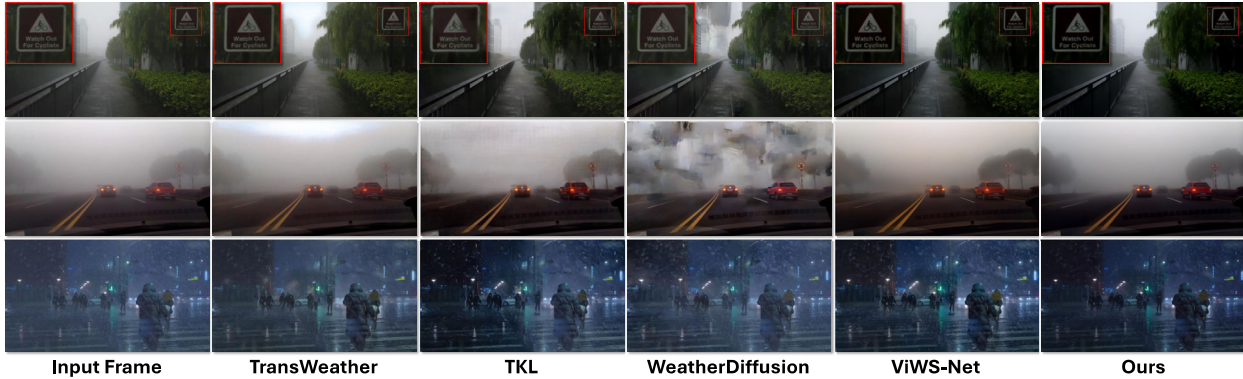 Watch Out
For Cyclists
Watch Out
For Cyclists
Watch Out
For Cyclists
Watch Out
For Cyclists
Watch Out
For Cyclists
Watch Out
For Cyclists
Input Frame
TransWeather
TKL
WeatherDiffusion
ViWS-Net
Ours